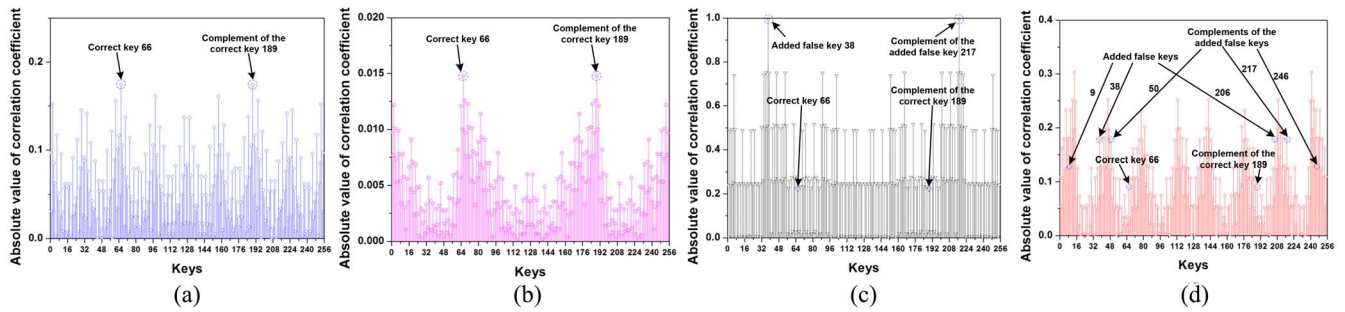 Absolute value of correlation coefficient
0.2
0.1
0.0
Correct key 66
Complement of the
correct key 189
0 16 32 48 64 80 96 112 128 144 160 176 192 208 224 240 256
Keys
(a)
Absolute value of correlation coefficient
0.020
0.015
0.010
0.005
0.000
Correct key 66
Complement of the
correct key 189
0 16 32 48 64 80 96 112 128 144 160 176 192 208 224 240 256
Keys
(b)
Absolute value of correlation coefficient
1.0
0.8
0.6
0.4
0.2
0.0
Added false key 38
Complement of the
added false key 217
Correct key 66
Complement of the
correct key 189
0 16 32 48 64 80 96 112 128 144 160 176 192 208 224 240 256
Keys
(c)
Absolute value of correlation coefficient
0.4
0.3
0.2
0.1
0.0
Complements of the
added false keys
Added false keys
9
38
50
206
217
246
Correct key 66
Complement of the
correct key 189
0 16 32 48 64 80 96 112 128 144 160 176 192 208 224 240 256
Keys
(d)